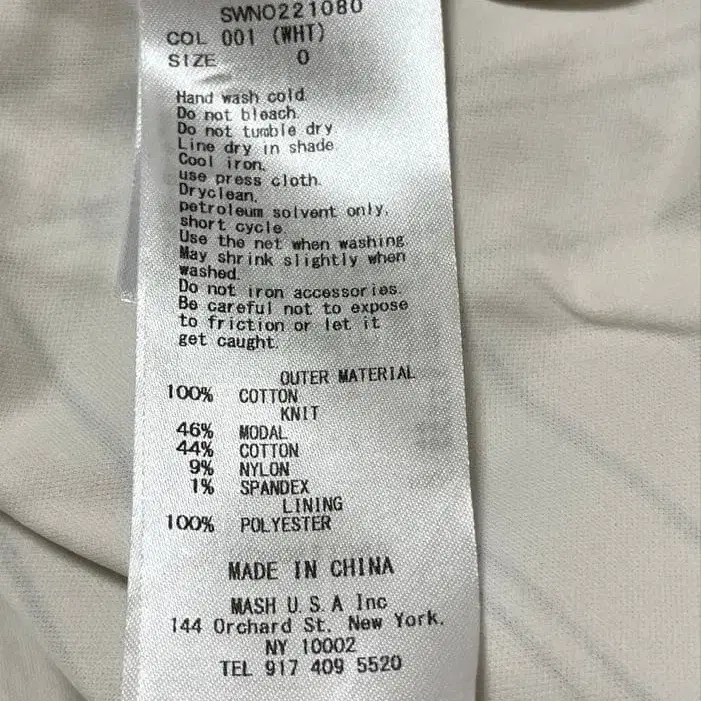 SWNO221080
COL 001 (WHT)
SIZE 0
Hand wash cold.
Do not bleach.
Do not tumble dry
Line dry in shade.
Cool iron.
use press cloth.
Dryclean.
petroleum solvent only.
short cycle.
Use the net when washing.
May shrink slightly when
washed.
Do not iron accessories.
Be careful not to expose
to friction or let it
get caught.
OUTER MATERIAL
100% COTTON
KNIT
46% MODAL
44% COTTON
9% NYLON
1% SPANDEX
LINING
100% POLYESTER
MADE IN CHINA
MASH U.S.A Inc
144 Orchard St. New York.
NY 10002
TEL 917 409 5520